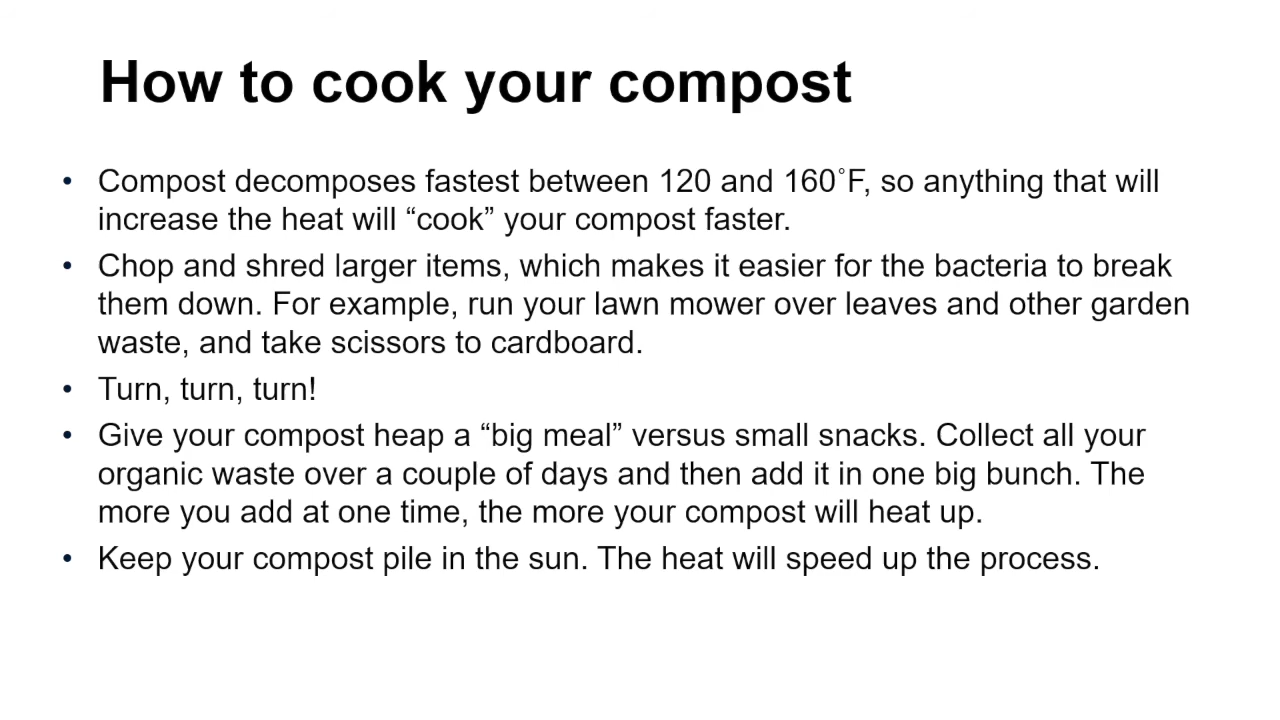 How to cook your compost
• Compost decomposes fastest between 120 and 160˚F, so anything that will
increase the heat will “cook” your compost faster.
• Chop and shred larger items, which makes it easier for the bacteria to break
them down. For example, run your lawn mower over leaves and other garden
waste, and take scissors to cardboard.
• Turn, turn, turn!
• Give your compost heap a “big meal” versus small snacks. Collect all your
organic waste over a couple of days and then add it in one big bunch. The
more you add at one time, the more your compost will heat up.
• Keep your compost pile in the sun. The heat will speed up the process.